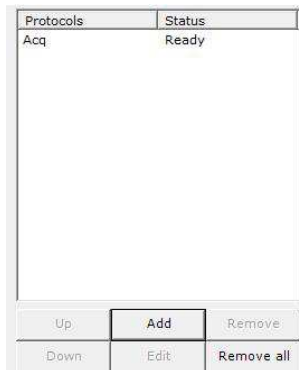 Protocols Status
Acq Ready
Up Add Remove
Down Edit Remove all